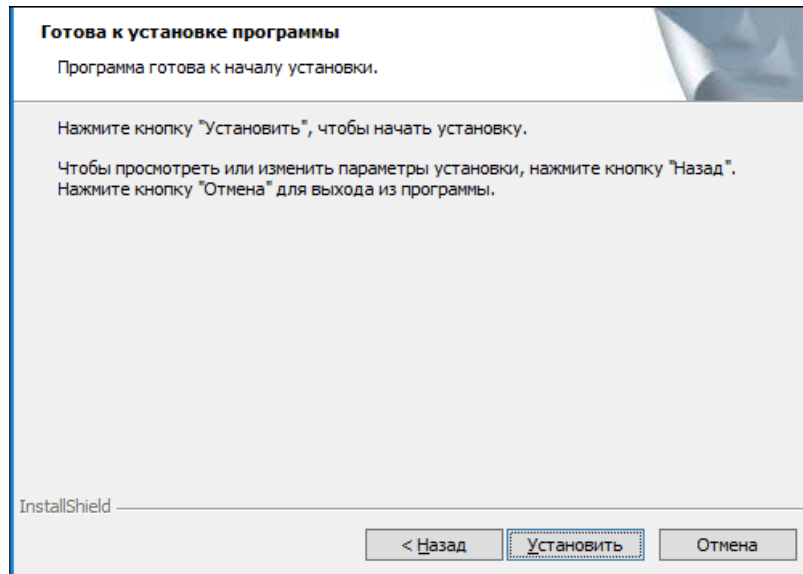 Готова к установке программы
Программа готова к началу установки.
Нажмите кнопку "Установить", чтобы начать установку.
Чтобы просмотреть или изменить параметры установки, нажмите кнопку "Назад".
Нажмите кнопку "Отмена" для выхода из программы.
InstallShield
< Назад Установить Отмена